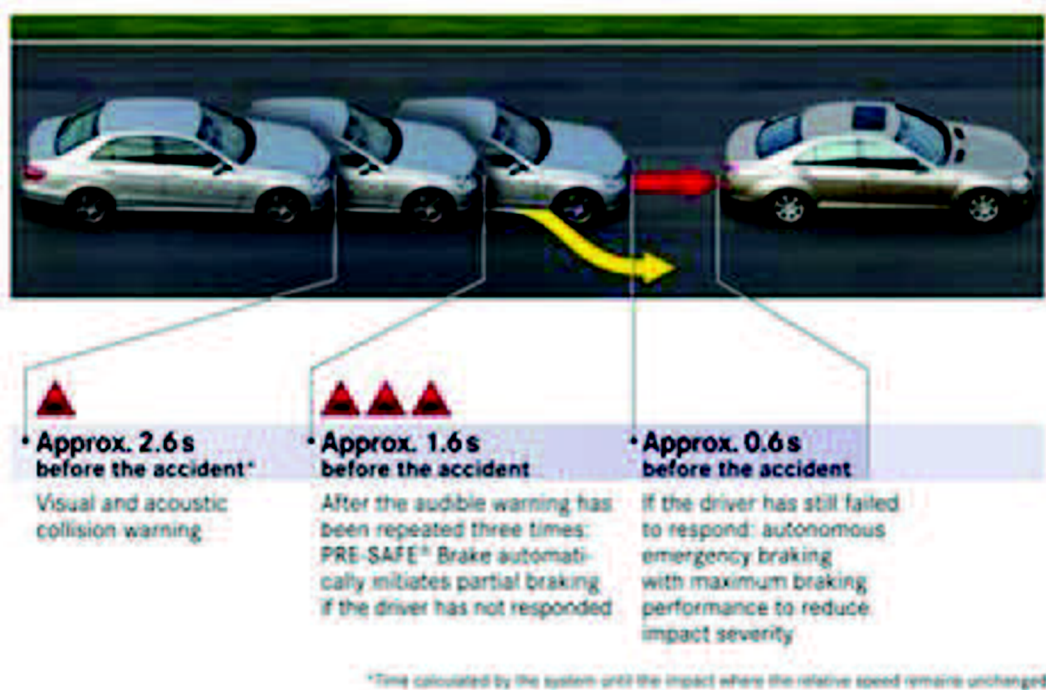 Approx. 2.6 s
before the accident*
Visual and acoustic
collision warning
Approx. 1.6 s
before the accident
After the audible warning has
been repeated three times:
PRE-SAFE® Brake automati-
cally initiates partial braking
if the driver has not responded
Approx. 0.6 s
before the accident
If the driver has still failed
to respond: autonomous
emergency braking
with maximum braking
performance to reduce
impact severity
*Time calculated by the system until the impact where the relative speed remains unchanged